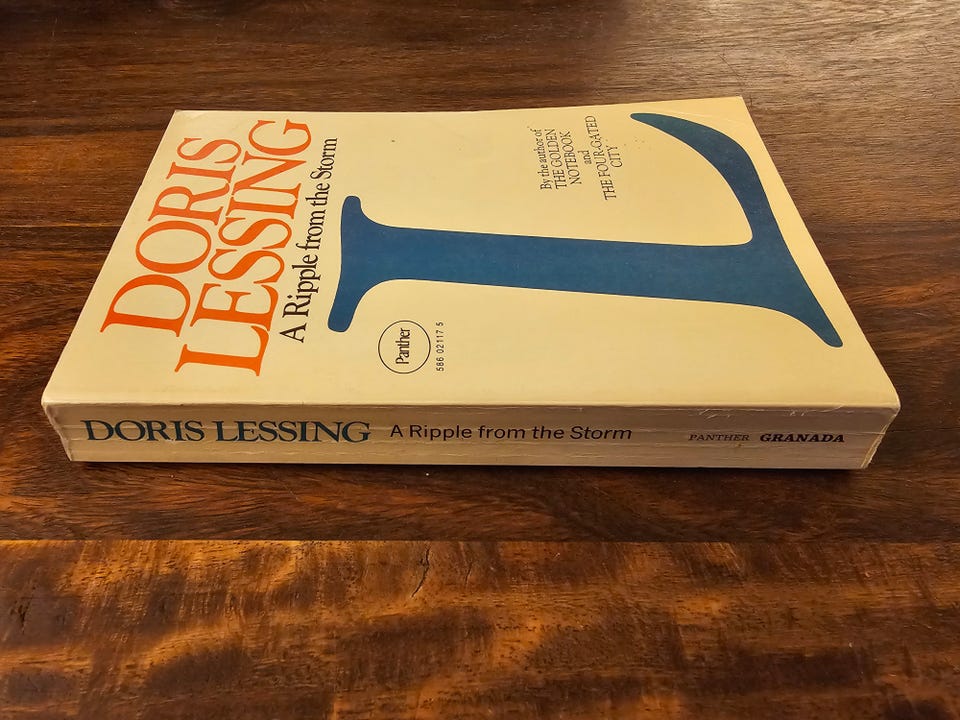 DORIS
LESSING
A Ripple from the Storm
By the author of
THE GOLDEN
NOTEBOOK
and
THE FOUR-GATED
CITY
L
Panther
586 02117 5
DORIS LESSING A Ripple from the Storm PANTHER GRANADA